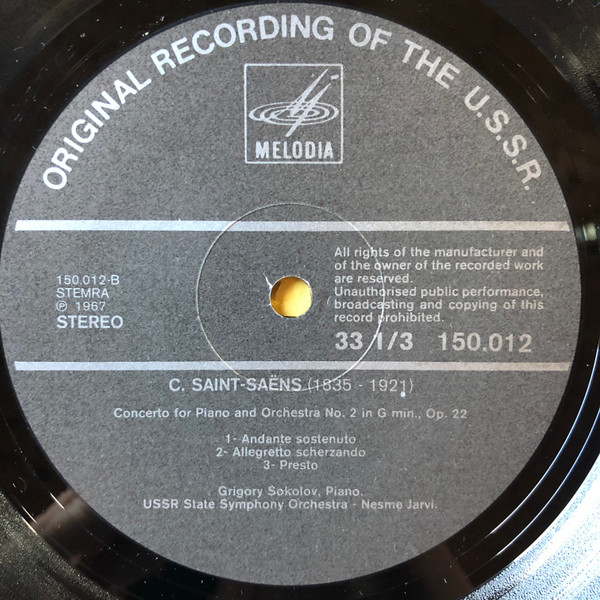 ORIGINAL RECORDING OF THE U.S.S.R.
MELODIA
150.012-B
STEMRA
℗ 1967
STEREO
All rights of the manufacturer and
of the owner of the recorded work
are reserved.
Unauthorised public performance,
broadcasting and copying of this
record prohibited.
33 1/3 150.012
C. SAINT-SAËNS (1835 - 1921)
Concerto for Piano and Orchestra No. 2 in G min., Op. 22
1- Andante sostenuto
2- Allegretto scherzando
3- Presto
Grigory Sokolov, Piano.
USSR State Symphony Orchestra - Nesme Jarvi.